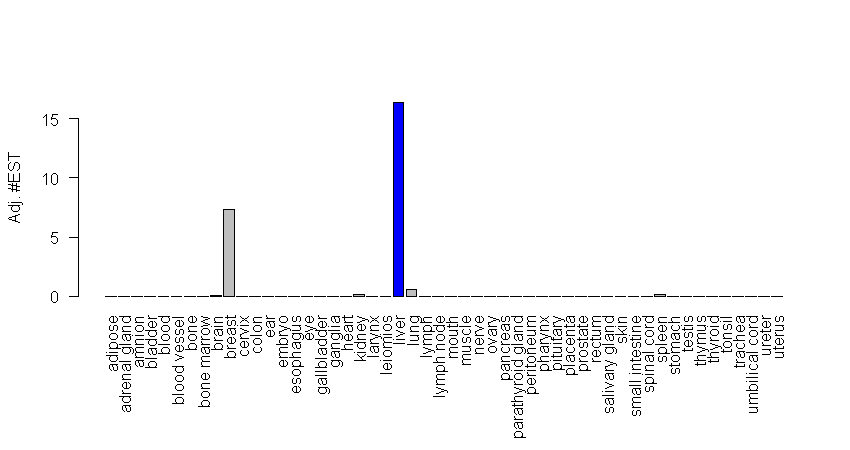 Adj. #EST
15
10
5
0
adipose
adrenal gland
amnion
bladder
blood
blood vessel
bone
bone marrow
brain
breast
cervix
colon
ear
embryo
esophagus
eye
gallbladder
ganglia
heart
kidney
larynx
leiomios
liver
lung
lymph
lymph node
mouth
muscle
nerve
ovary
pancreas
parathyroid gland
peritoneum
pharynx
pituitary
placenta
prostate
rectum
salivary gland
skin
small intestine
spinal cord
spleen
stomach
testis
thymus
thyroid
tonsil
trachea
umbilical cord
ureter
uterus